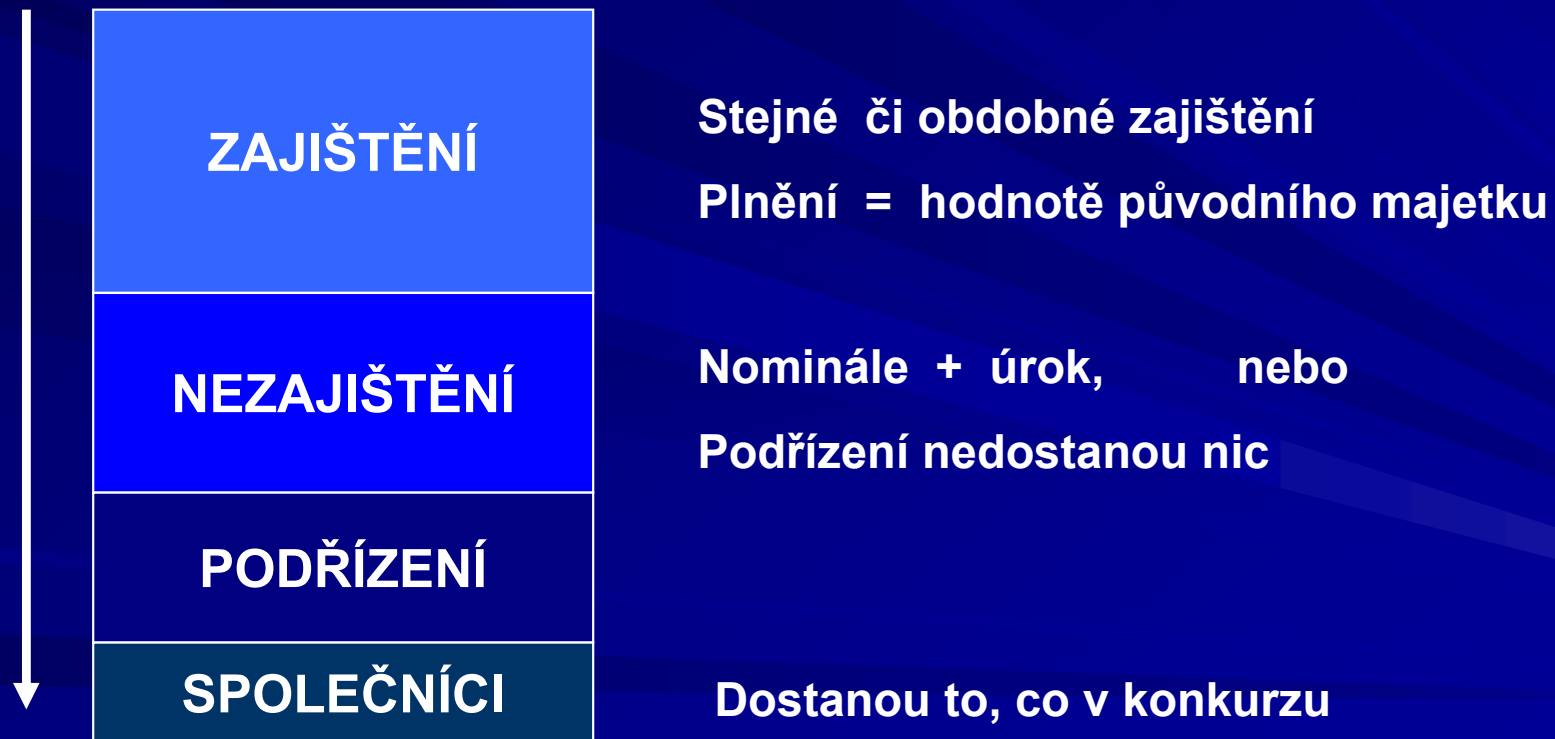 ZAJIŠTĚNÍ
Stejné či obdobné zajištění
Plnění = hodnotě původního majetku
NEZAJIŠTĚNÍ
Nominále + úrok, nebo
Podřízení nedostanou nic
PODŘÍZENÍ
SPOLEČNÍCI
Dostanou to, co v konkurzu